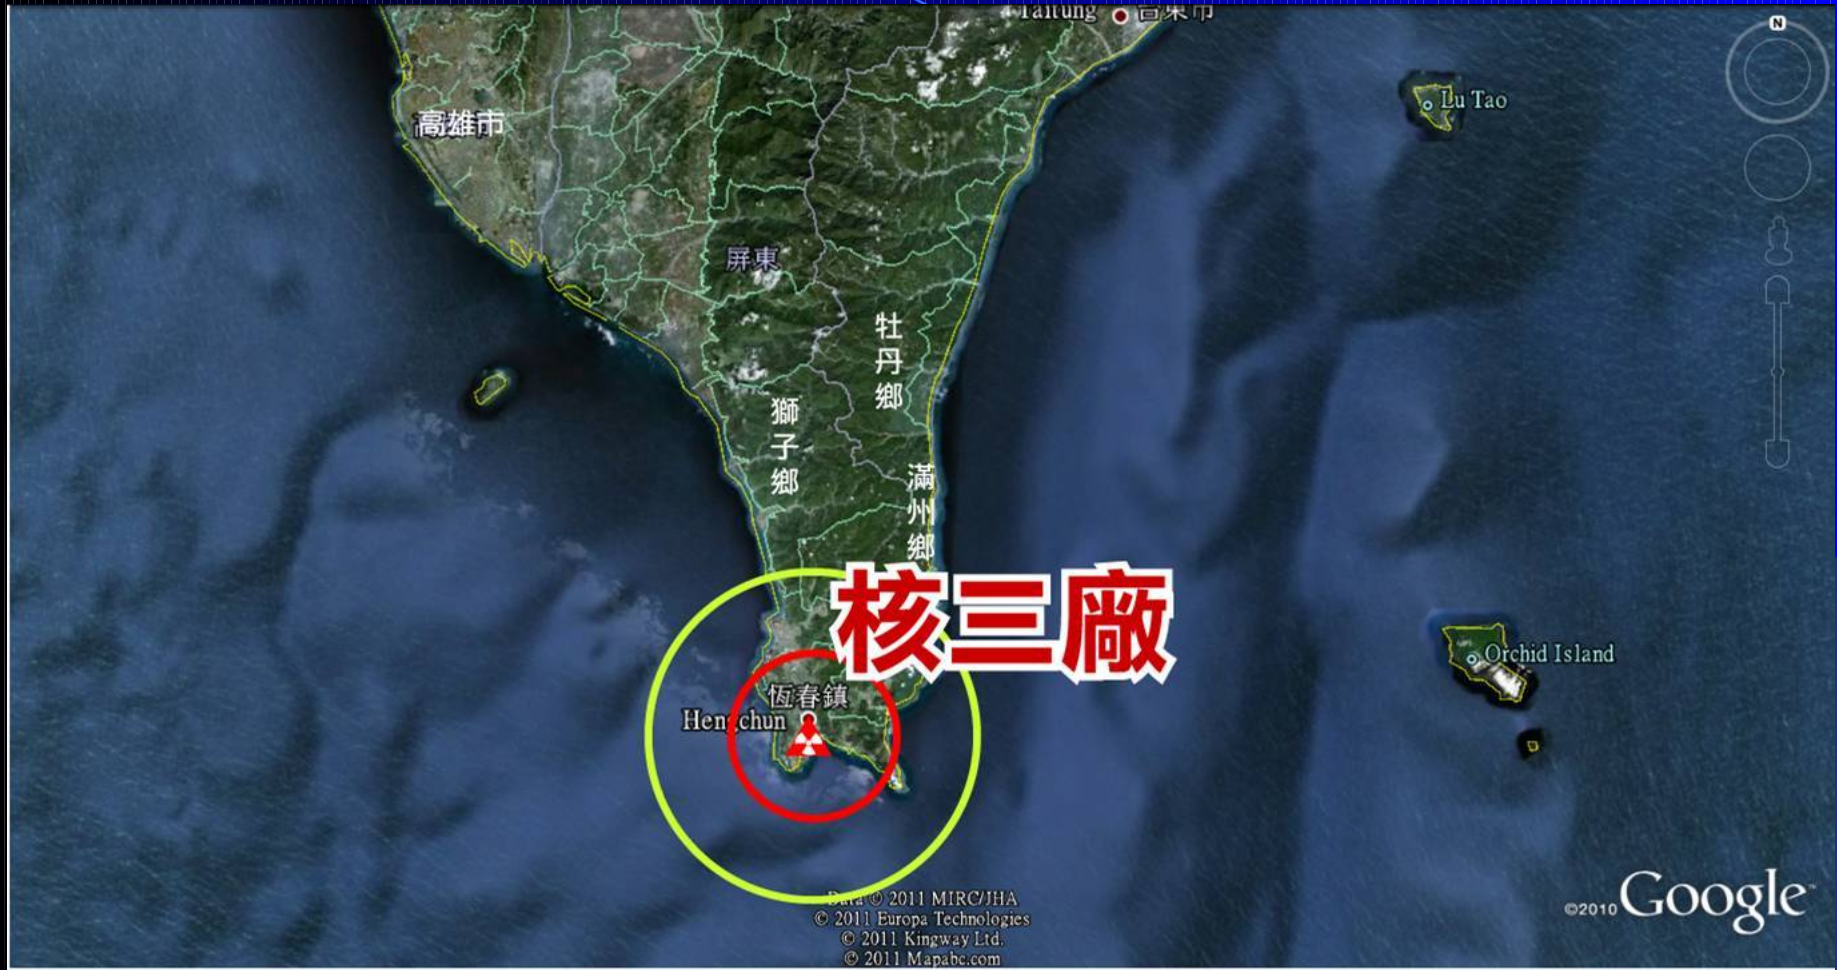 Taitung 台東市
N
Lu Tao
高雄市
屏東
牡丹鄉
獅子鄉
滿州鄉
核三廠
Orchid Island
恆春鎮
Hengchun
Data © 2011 MIRC/JHA
© 2011 Europa Technologies
© 2011 Kingway Ltd.
© 2011 Mapabc.com
©2010 Google